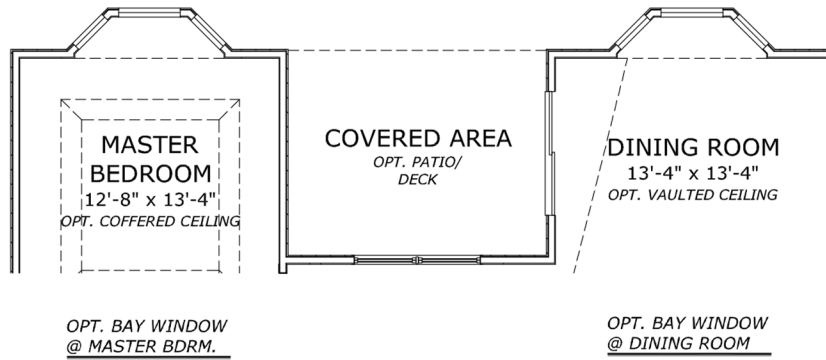 MASTER
BEDROOM
12'-8" x 13'-4"
OPT. COFFERED CEILING
COVERED AREA
OPT. PATIO/
DECK
DINING ROOM
13'-4" x 13'-4"
OPT. VAULTED CEILING
OPT. BAY WINDOW
@ MASTER BDRM.
OPT. BAY WINDOW
@ DINING ROOM